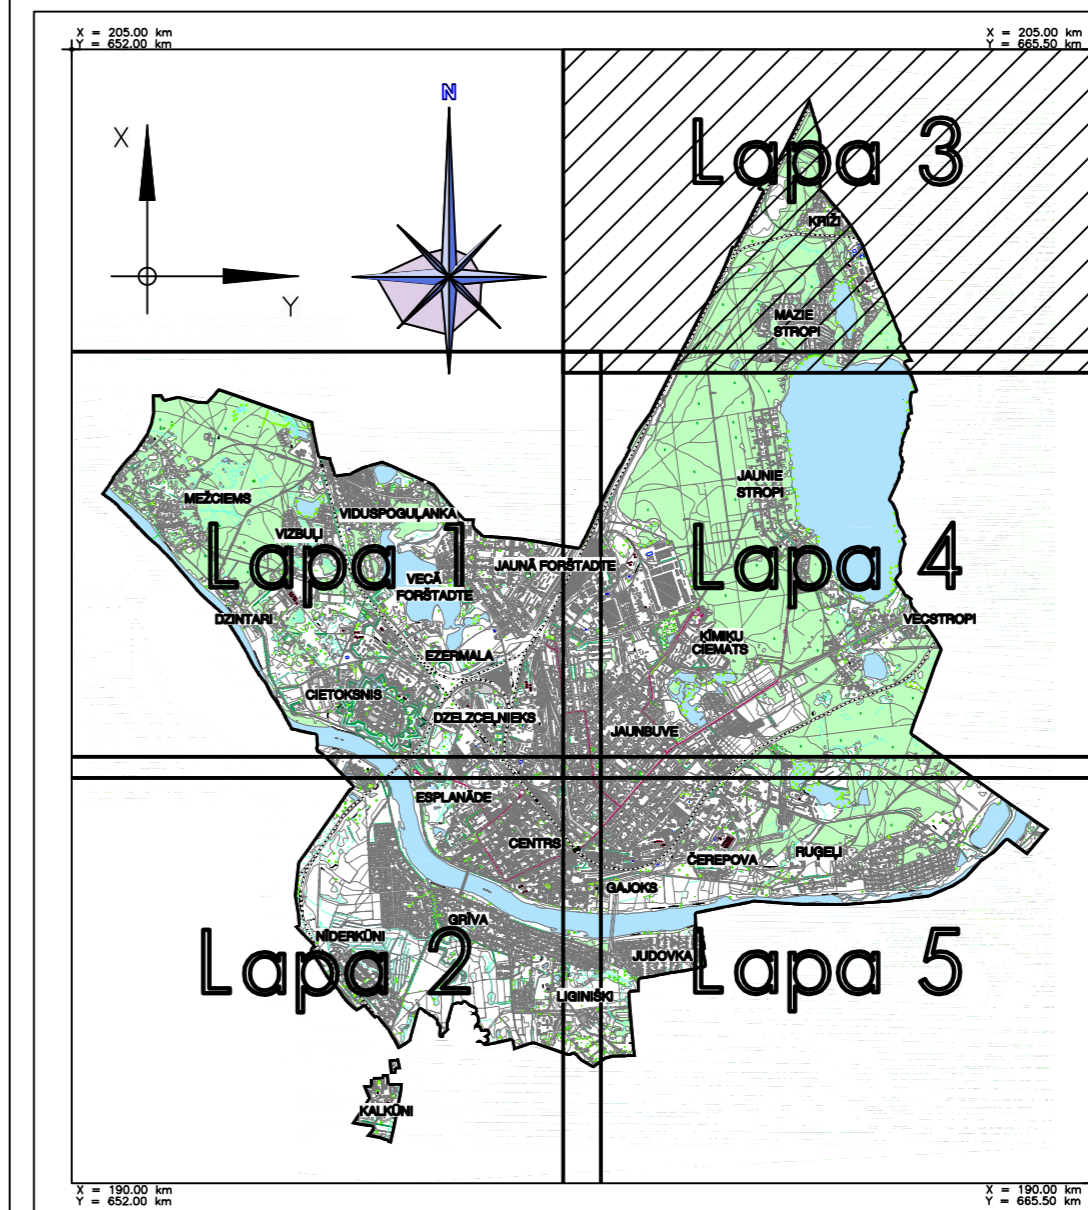 X = 205.00 km
Y = 652.00 km
X = 205.00 km
Y = 665.50 km
N
X
Y
Lapa 3
KRĪŽI
MAZIE
STROPI
MEŽCIEMS
VIDUSPOGUĻANKA
VIZBUĻI
Lapa 1
VECĀ
FORŠTADTE
JAUNĀ FORŠTADTE
JAUNIE
STROPI
Lapa 4
DZINTARI
VECSTROPI
ĶĪMIĶU
CIEMATS
EZERMALA
CIETOKSNIS
DZELZCEĻNIEKS
JAUNBUVE
ESPLANĀDE
CENTRS
ČEREPOVA
RUĢEĻI
GAJOKS
GRĪVA
NĪDERKŪNI
Lapa 2
JUDOVKA
Lapa 5
LIGINIŠKI
KALKŪNI
X = 190.00 km
Y = 652.00 km
X = 190.00 km
Y = 665.50 km